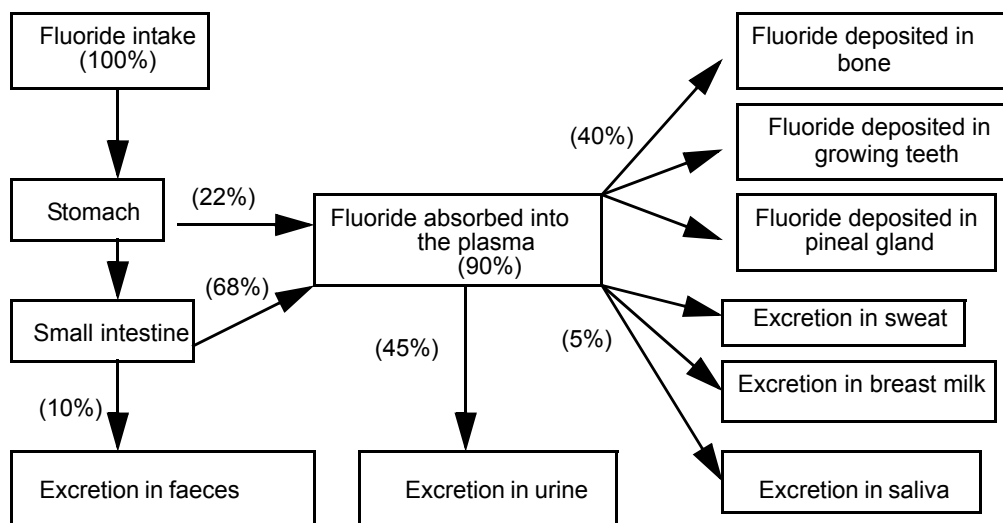 Fluoride intake
(100%)
Fluoride deposited in
bone
(40%)
Fluoride deposited in
growing teeth
Stomach
(22%)
Fluoride absorbed into
the plasma
(90%)
Fluoride deposited in
pineal gland
(68%)
Small intestine
(45%)
(5%)
Excretion in sweat
Excretion in breast milk
(10%)
Excretion in faeces
Excretion in urine
Excretion in saliva